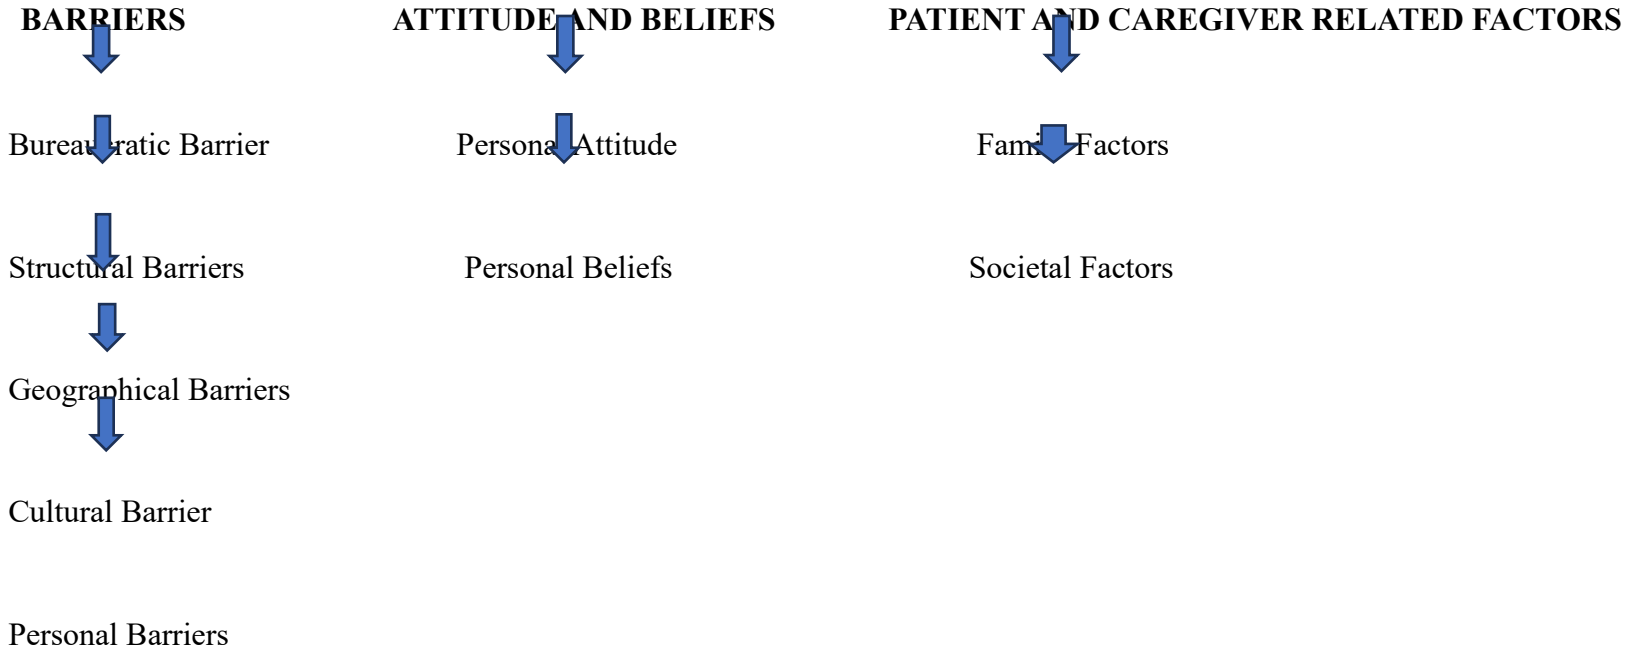 BARRIERS ATTITUDE AND BELIEFS PATIENT AND CAREGIVER RELATED FACTORS
Bureaucratic Barrier Personal Attitude Family Factors
Structural Barriers Personal Beliefs Societal Factors
Geographical Barriers
Cultural Barrier
Personal Barriers